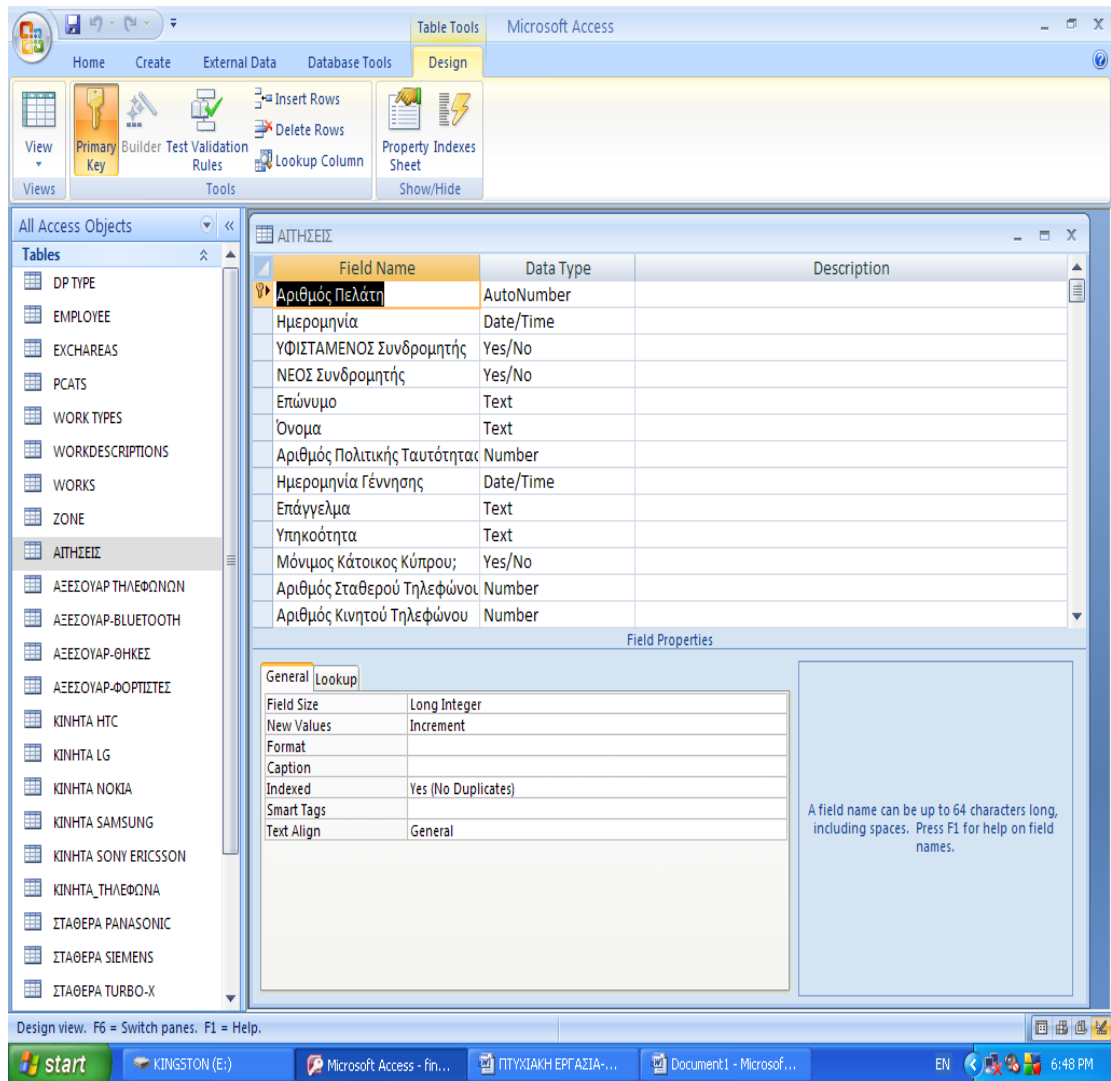 Table Tools Microsoft Access
Home Create External Data Database Tools Design
View
Primary Key
Builder
Test Validation Rules
Insert Rows
Delete Rows
Lookup Column
Property Sheet
Indexes
Views Tools Show/Hide
All Access Objects
Tables
DP TYPE
EMPLOYEE
EXCHAREAS
PCATS
WORK TYPES
WORKDESCRIPTIONS
WORKS
ZONE
ΑΙΤΗΣΕΙΣ
ΑΞΕΣΟΥΑΡ ΤΗΛΕΦΩΝΩΝ
ΑΞΕΣΟΥΑΡ-BLUETOOTH
ΑΞΕΣΟΥΑΡ-ΘΗΚΕΣ
ΑΞΕΣΟΥΑΡ-ΦΟΡΤΙΣΤΕΣ
ΚΙΝΗΤΑ HTC
ΚΙΝΗΤΑ LG
ΚΙΝΗΤΑ NOKIA
ΚΙΝΗΤΑ SAMSUNG
ΚΙΝΗΤΑ SONY ERICSSON
ΚΙΝΗΤΑ_ΤΗΛΕΦΩΝΑ
ΣΤΑΘΕΡΑ PANASONIC
ΣΤΑΘΕΡΑ SIEMENS
ΣΤΑΘΕΡΑ TURBO-X
ΑΙΤΗΣΕΙΣ
Field Name Data Type Description
Αριθμός Πελάτη AutoNumber
Ημερομηνία Date/Time
ΥΦΙΣΤΑΜΕΝΟΣ Συνδρομητής Yes/No
ΝΕΟΣ Συνδρομητής Yes/No
Επώνυμο Text
Όνομα Text
Αριθμός Πολιτικής Ταυτότητας Number
Ημερομηνία Γέννησης Date/Time
Επάγγελμα Text
Υπηκοότητα Text
Μόνιμος Κάτοικος Κύπρου; Yes/No
Αριθμός Σταθερού Τηλεφώνου Number
Αριθμός Κινητού Τηλεφώνου Number
Field Properties
General Lookup
Field Size Long Integer
New Values Increment
Format
Caption
Indexed Yes (No Duplicates)
Smart Tags
Text Align General
A field name can be up to 64 characters long,
including spaces. Press F1 for help on field
names.
Design view. F6 = Switch panes. F1 = Help.
start KINGSTON (E:) Microsoft Access - fin... ΠΤΥΧΙΑΚΗ ΕΡΓΑΣΙΑ-... Document1 - Microsof... EN 6:48 PM